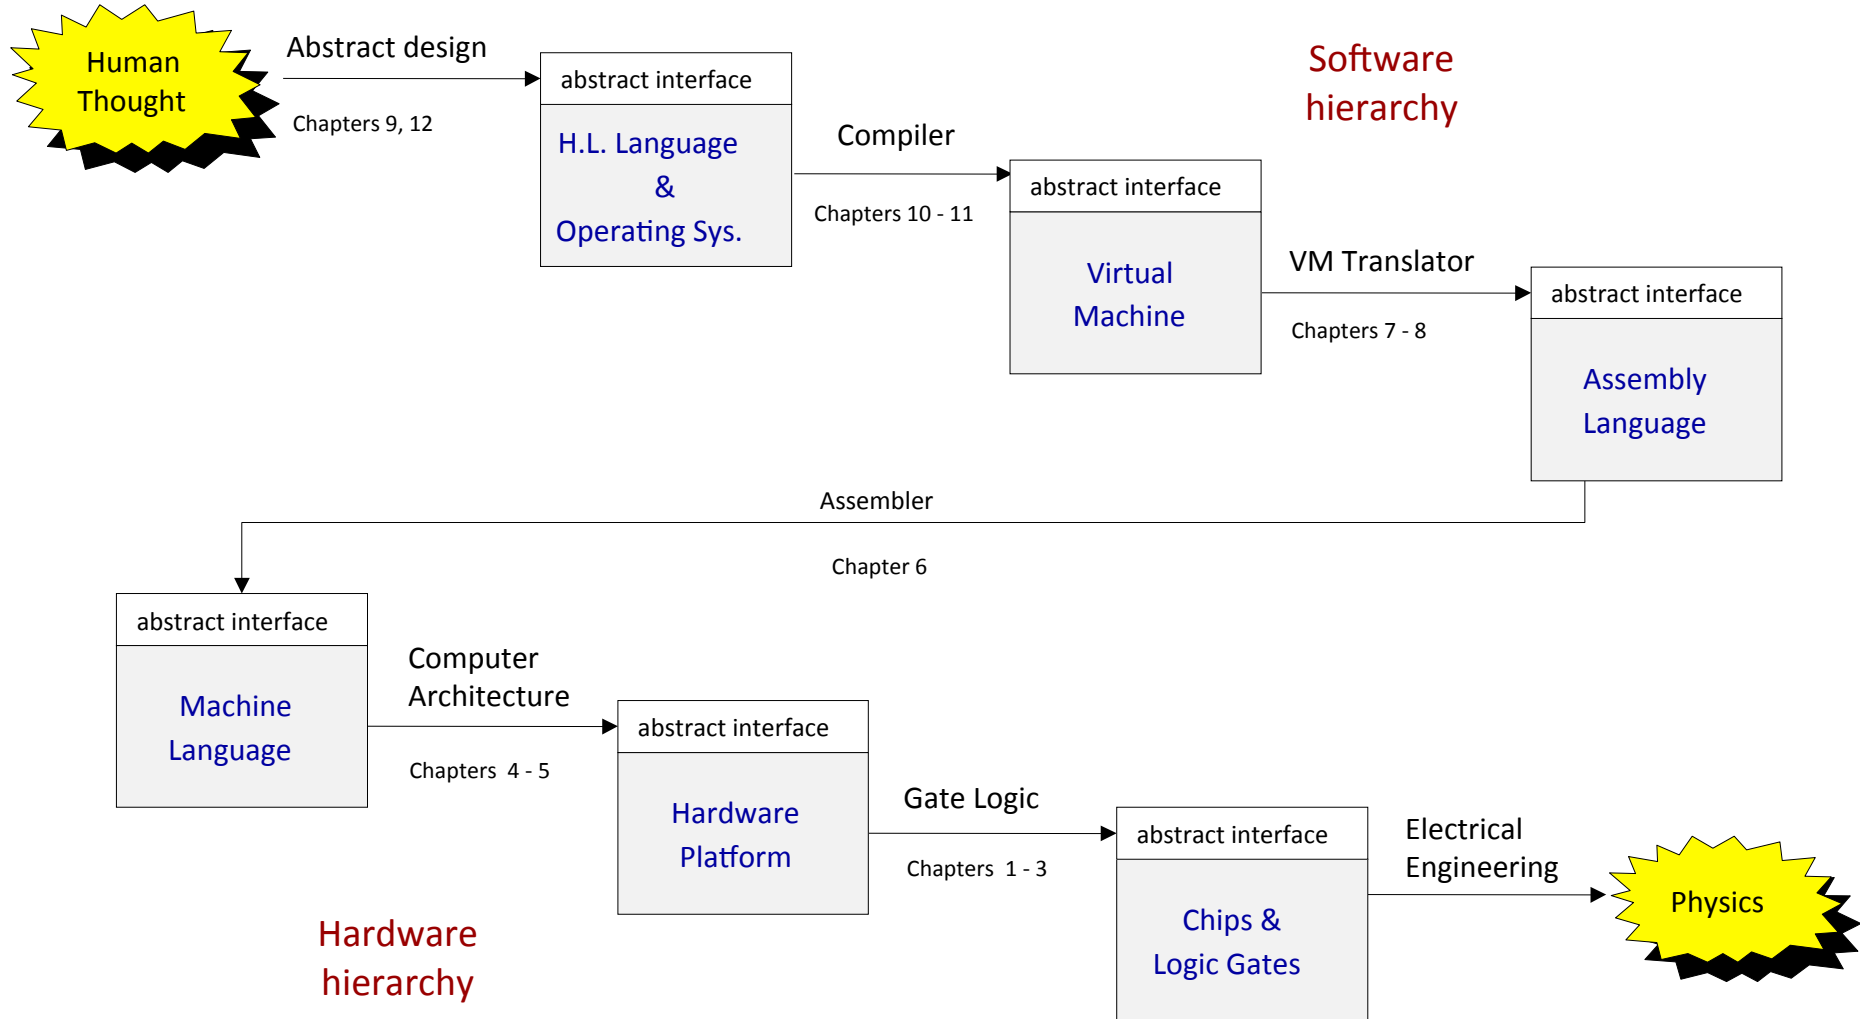 Human
Thought
Abstract design
Chapters 9, 12
abstract interface
H.L. Language
&
Operating Sys.
Compiler
Chapters 10 - 11
Software
hierarchy
abstract interface
Virtual
Machine
VM Translator
Chapters 7 - 8
abstract interface
Assembly
Language
Assembler
Chapter 6
abstract interface
Machine
Language
Computer
Architecture
Chapters 4 - 5
abstract interface
Hardware
Platform
Gate Logic
Chapters 1 - 3
abstract interface
Chips &
Logic Gates
Electrical
Engineering
Physics
Hardware
hierarchy